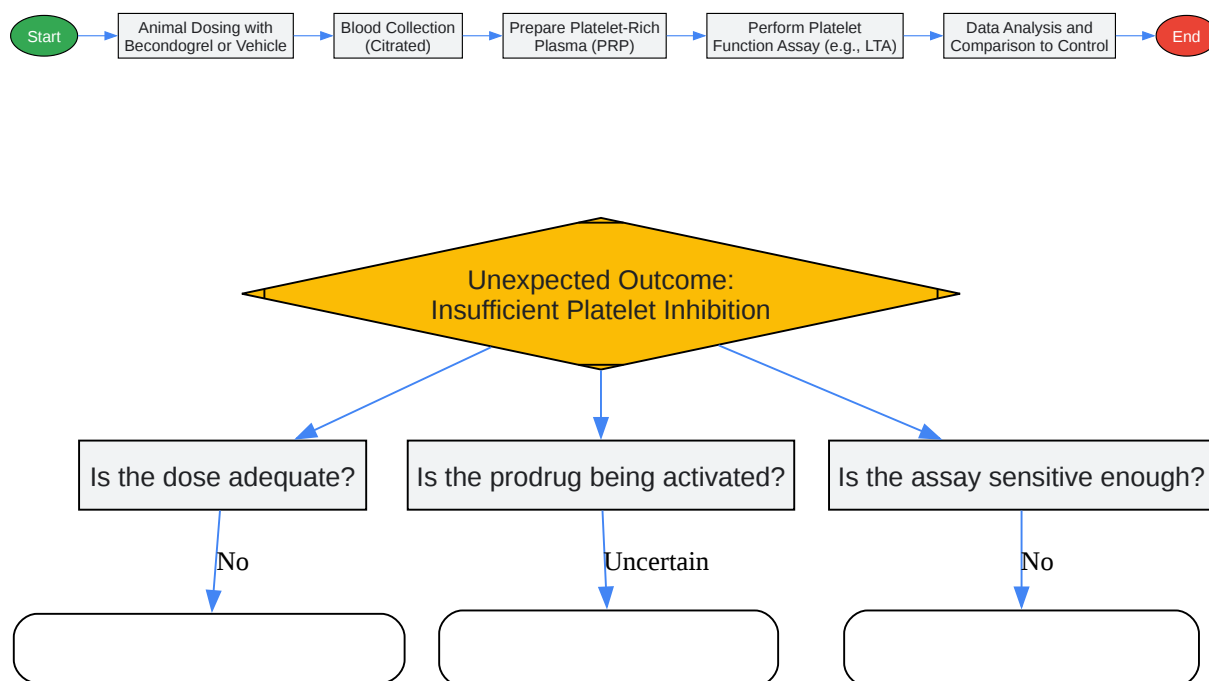 Start
Animal Dosing with
Becondogrel or Vehicle
Blood Collection
(Citrated)
Prepare Platelet-Rich
Plasma (PRP)
Perform Platelet
Function Assay (e.g., LTA)
Data Analysis and
Comparison to Control
End
Unexpected Outcome:
Insufficient Platelet Inhibition
Is the dose adequate?
Is the prodrug being activated?
Is the assay sensitive enough?
No
Uncertain
No